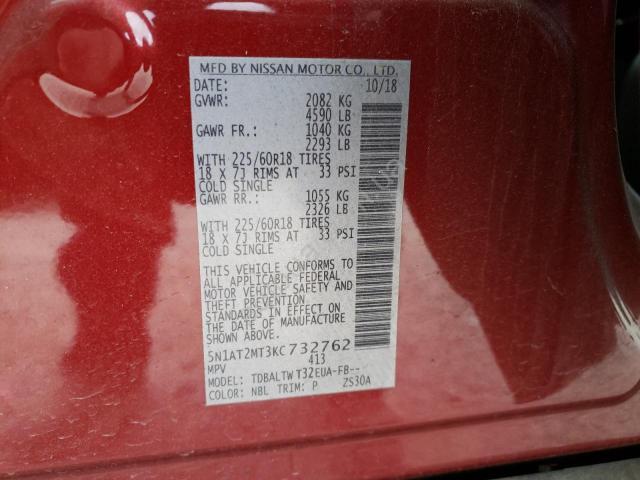 MFD BY NISSAN MOTOR CO., LTD.
DATE: 10/18
GVWR: 2082 KG
4590 LB
GAWR FR.: 1040 KG
2293 LB
WITH 225/60R18 TIRES
18 X 7J RIMS AT 33 PSI
COLD SINGLE
GAWR RR.: 1055 KG
2326 LB
WITH 225/60R18 TIRES
18 X 7J RIMS AT 33 PSI
COLD SINGLE
THIS VEHICLE CONFORMS TO
ALL APPLICABLE FEDERAL
MOTOR VEHICLE SAFETY AND
THEFT PREVENTION
STANDARDS IN EFFECT ON
THE DATE OF MANUFACTURE
SHOWN ABOVE.
5N1AT2MT3KC732762
MPV 413
MODEL: TDBALTW T32EUA-FB--
COLOR: NBL TRIM: P ZS30A